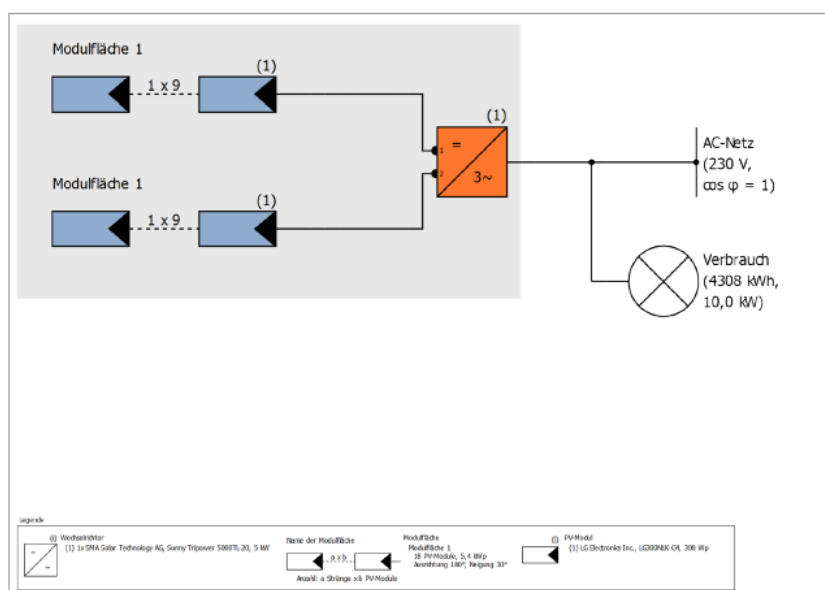 Modulfläche 1
(1)
1 x 9
(1)
1
=
2
3~
Modulfläche 1
(1)
1 x 9
AC-Netz
(230 V,
cos φ = 1)
Verbrauch
(4308 kWh,
10,0 kW)
Legende
(i) Wechselrichter
(1) 1x SMA Solar Technology AG, Sunny Tripower 5000TL-20, 5 kW
Name der Modulfläche
a x b
Anzahl: a Stränge x b PV-Module
Modulfläche
Modulfläche 1
18 PV-Module, 5,4 kWp
Ausrichtung 180°, Neigung 30°
(i) PV-Modul
(1) LG Electronics Inc., LG300N1K-G4, 300 Wp